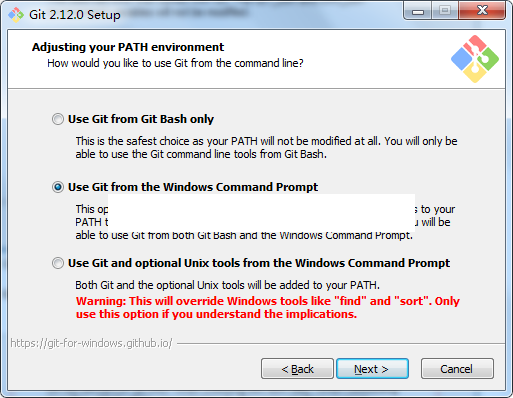 Git 2.12.0 Setup
Adjusting your PATH environment
How would you like to use Git from the command line?
Use Git from Git Bash only
This is the safest choice as your PATH will not be modified at all. You will only be
able to use the Git command line tools from Git Bash.
Use Git from the Windows Command Prompt
This s to your
PATH will be
able to use Git from both Git Bash and the Windows Command Prompt.
Use Git and optional Unix tools from the Windows Command Prompt
Both Git and the optional Unix tools will be added to your PATH.
Warning: This will override Windows tools like "find" and "sort". Only
use this option if you understand the implications.
https://git-for-windows.github.io/
< Back
Next >
Cancel